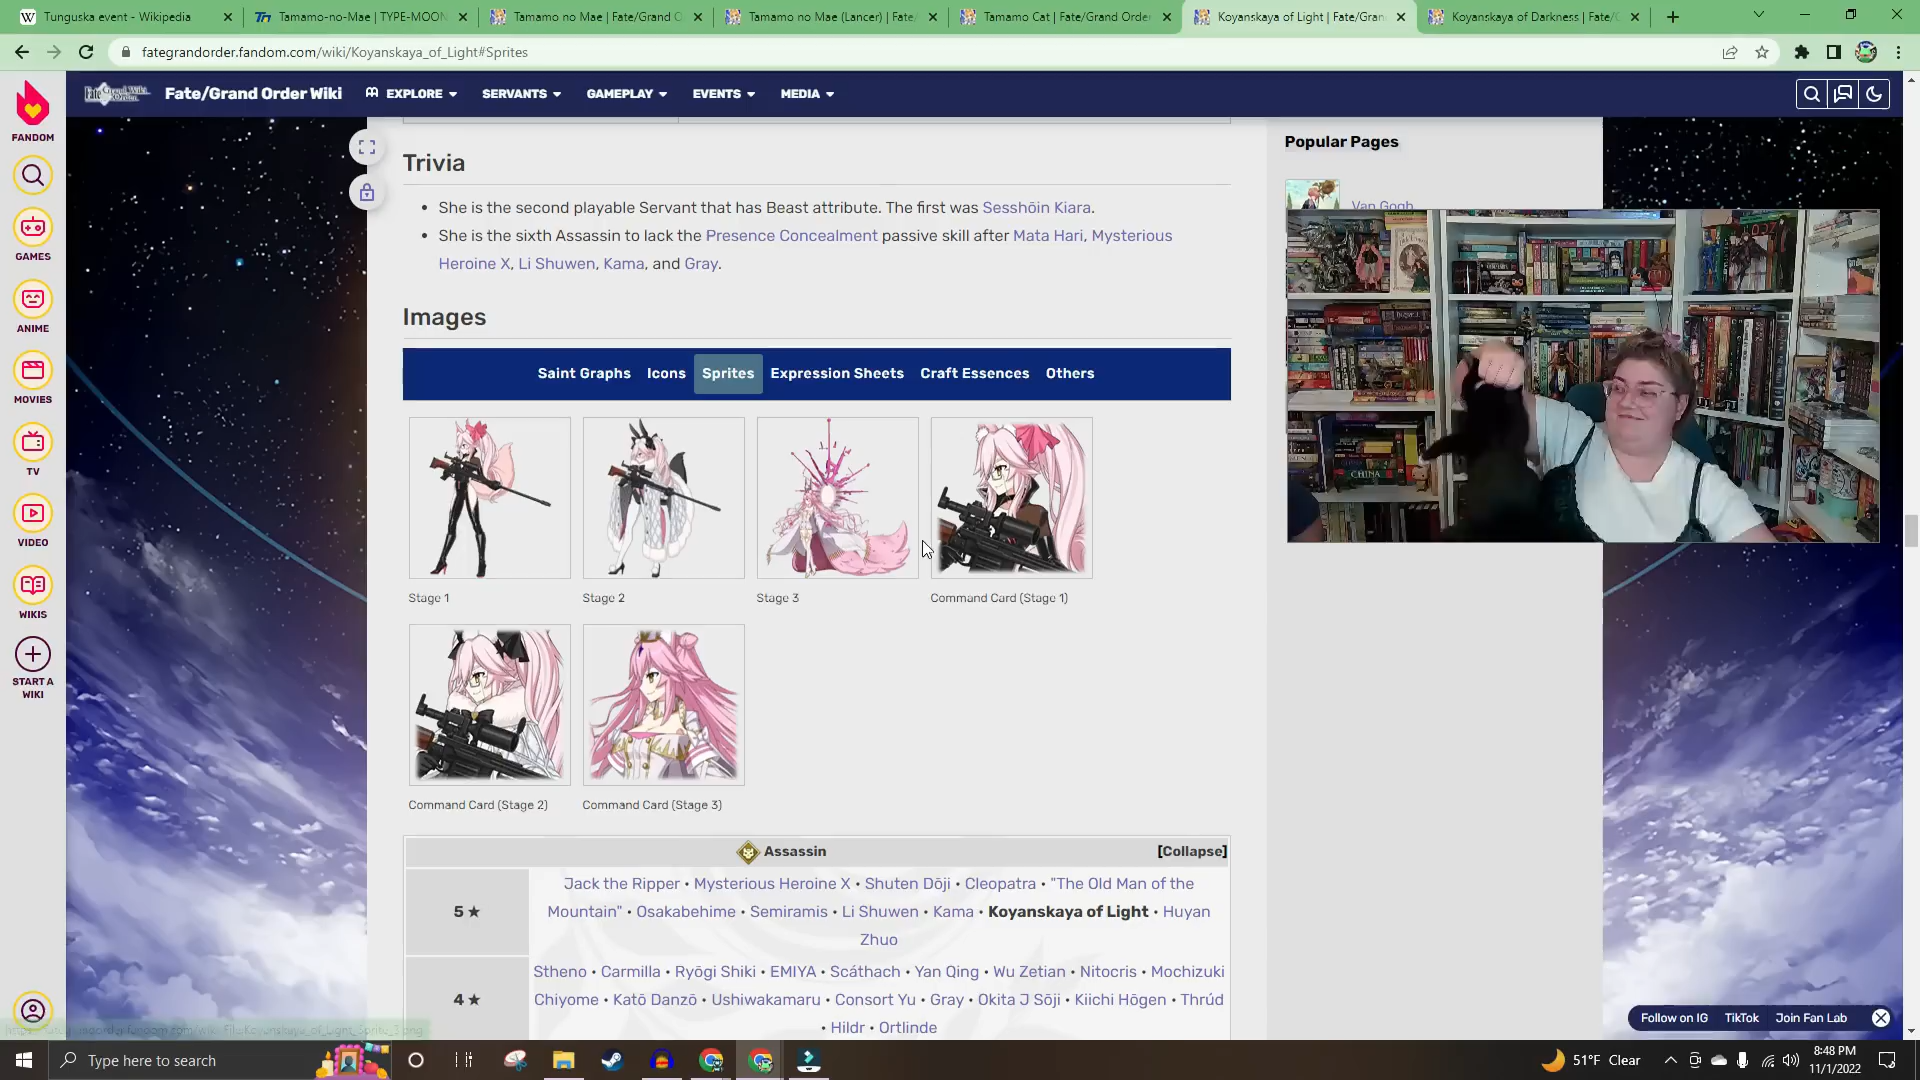 Tunguska event - Wikipedia
Tamamo-no-Mae | TYPE-MOON
Tamamo no Mae | Fate/Grand O
Tamamo no Mae (Lancer) | Fate/
Tamamo Cat | Fate/Grand Order
Koyanskaya of Light | Fate/Gran
Koyanskaya of Darkness | Fate/G
fategrandorder.fandom.com/wiki/Koyanskaya_of_Light#Sprites
FANDOM
GAMES
ANIME
MOVIES
TV
VIDEO
WIKIS
START A
WIKI
Fate/Grand Order Wiki
EXPLORE
SERVANTS
GAMEPLAY
EVENTS
MEDIA
Trivia
• She is the second playable Servant that has Beast attribute. The first was Sesshōin Kiara.
• She is the sixth Assassin to lack the Presence Concealment passive skill after Mata Hari, Mysterious
Heroine X, Li Shuwen, Kama, and Gray.
Images
Saint Graphs Icons Sprites Expression Sheets Craft Essences Others
Stage 1
Stage 2
Stage 3
Command Card (Stage 1)
Command Card (Stage 2)
Command Card (Stage 3)
Assassin
[Collapse]
5 ★
Jack the Ripper • Mysterious Heroine X • Shuten Dōji • Cleopatra • "The Old Man of the
Mountain" • Osakabehime • Semiramis • Li Shuwen • Kama • Koyanskaya of Light • Huyan
Zhuo
4 ★
Stheno • Carmilla • Ryōgi Shiki • EMIYA • Scáthach • Yan Qing • Wu Zetian • Nitocris • Mochizuki
Chiyome • Katō Danzō • Ushiwakamaru • Consort Yu • Gray • Okita J Sōji • Kiichi Hōgen • Thrúd
• Hildr • Ortlinde
Popular Pages
Van Gogh
CHINA
Follow on IG TikTok Join Fan Lab
Type here to search
51°F Clear
8:48 PM
11/1/2022